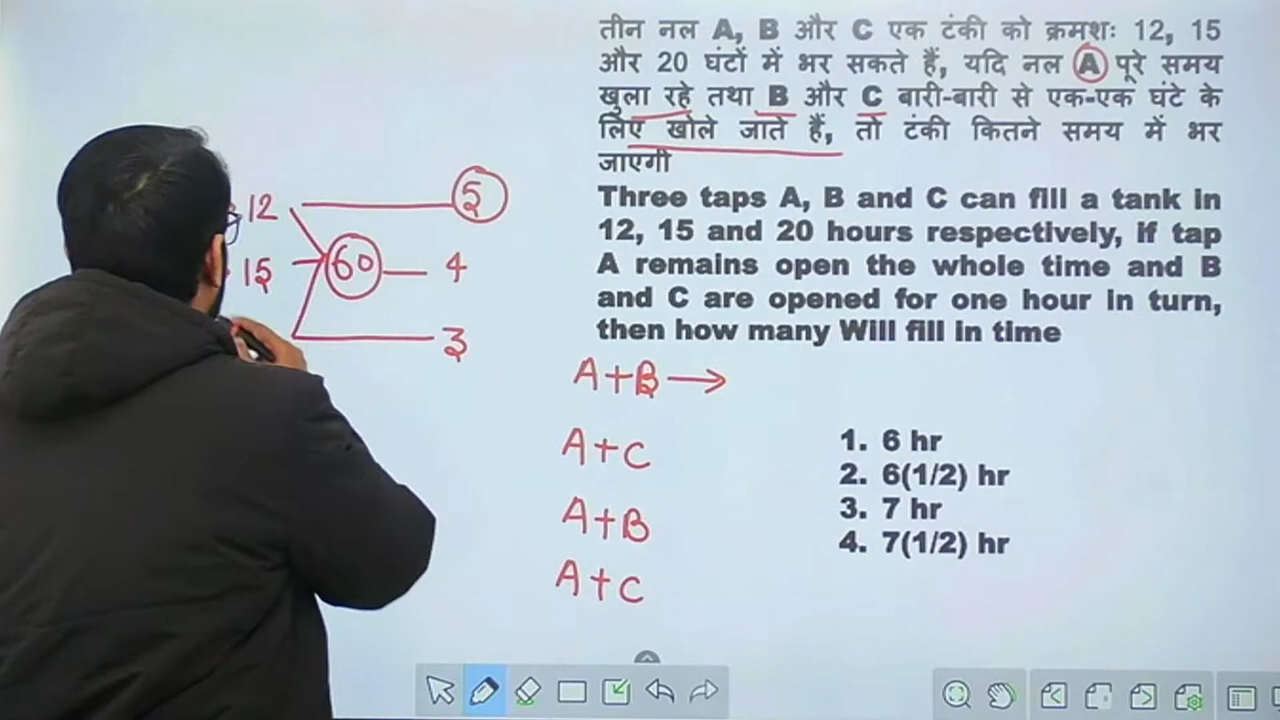 तीन नल A, B और C एक टंकी को क्रमशः 12, 15
और 20 घंटों में भर सकते हैं, यदि नल A पूरे समय
खुला रहे तथा B और C बारी-बारी से एक-एक घंटे के
लिए खोले जाते हैं, तो टंकी कितने समय में भर
जाएगी
Three taps A, B and C can fill a tank in
12, 15 and 20 hours respectively, if tap
A remains open the whole time and B
and C are opened for one hour in turn,
then how many Will fill in time
12 5
15 60 4
3
A+B→
A+C
A+B
A+C
1. 6 hr
2. 6(1/2) hr
3. 7 hr
4. 7(1/2) hr